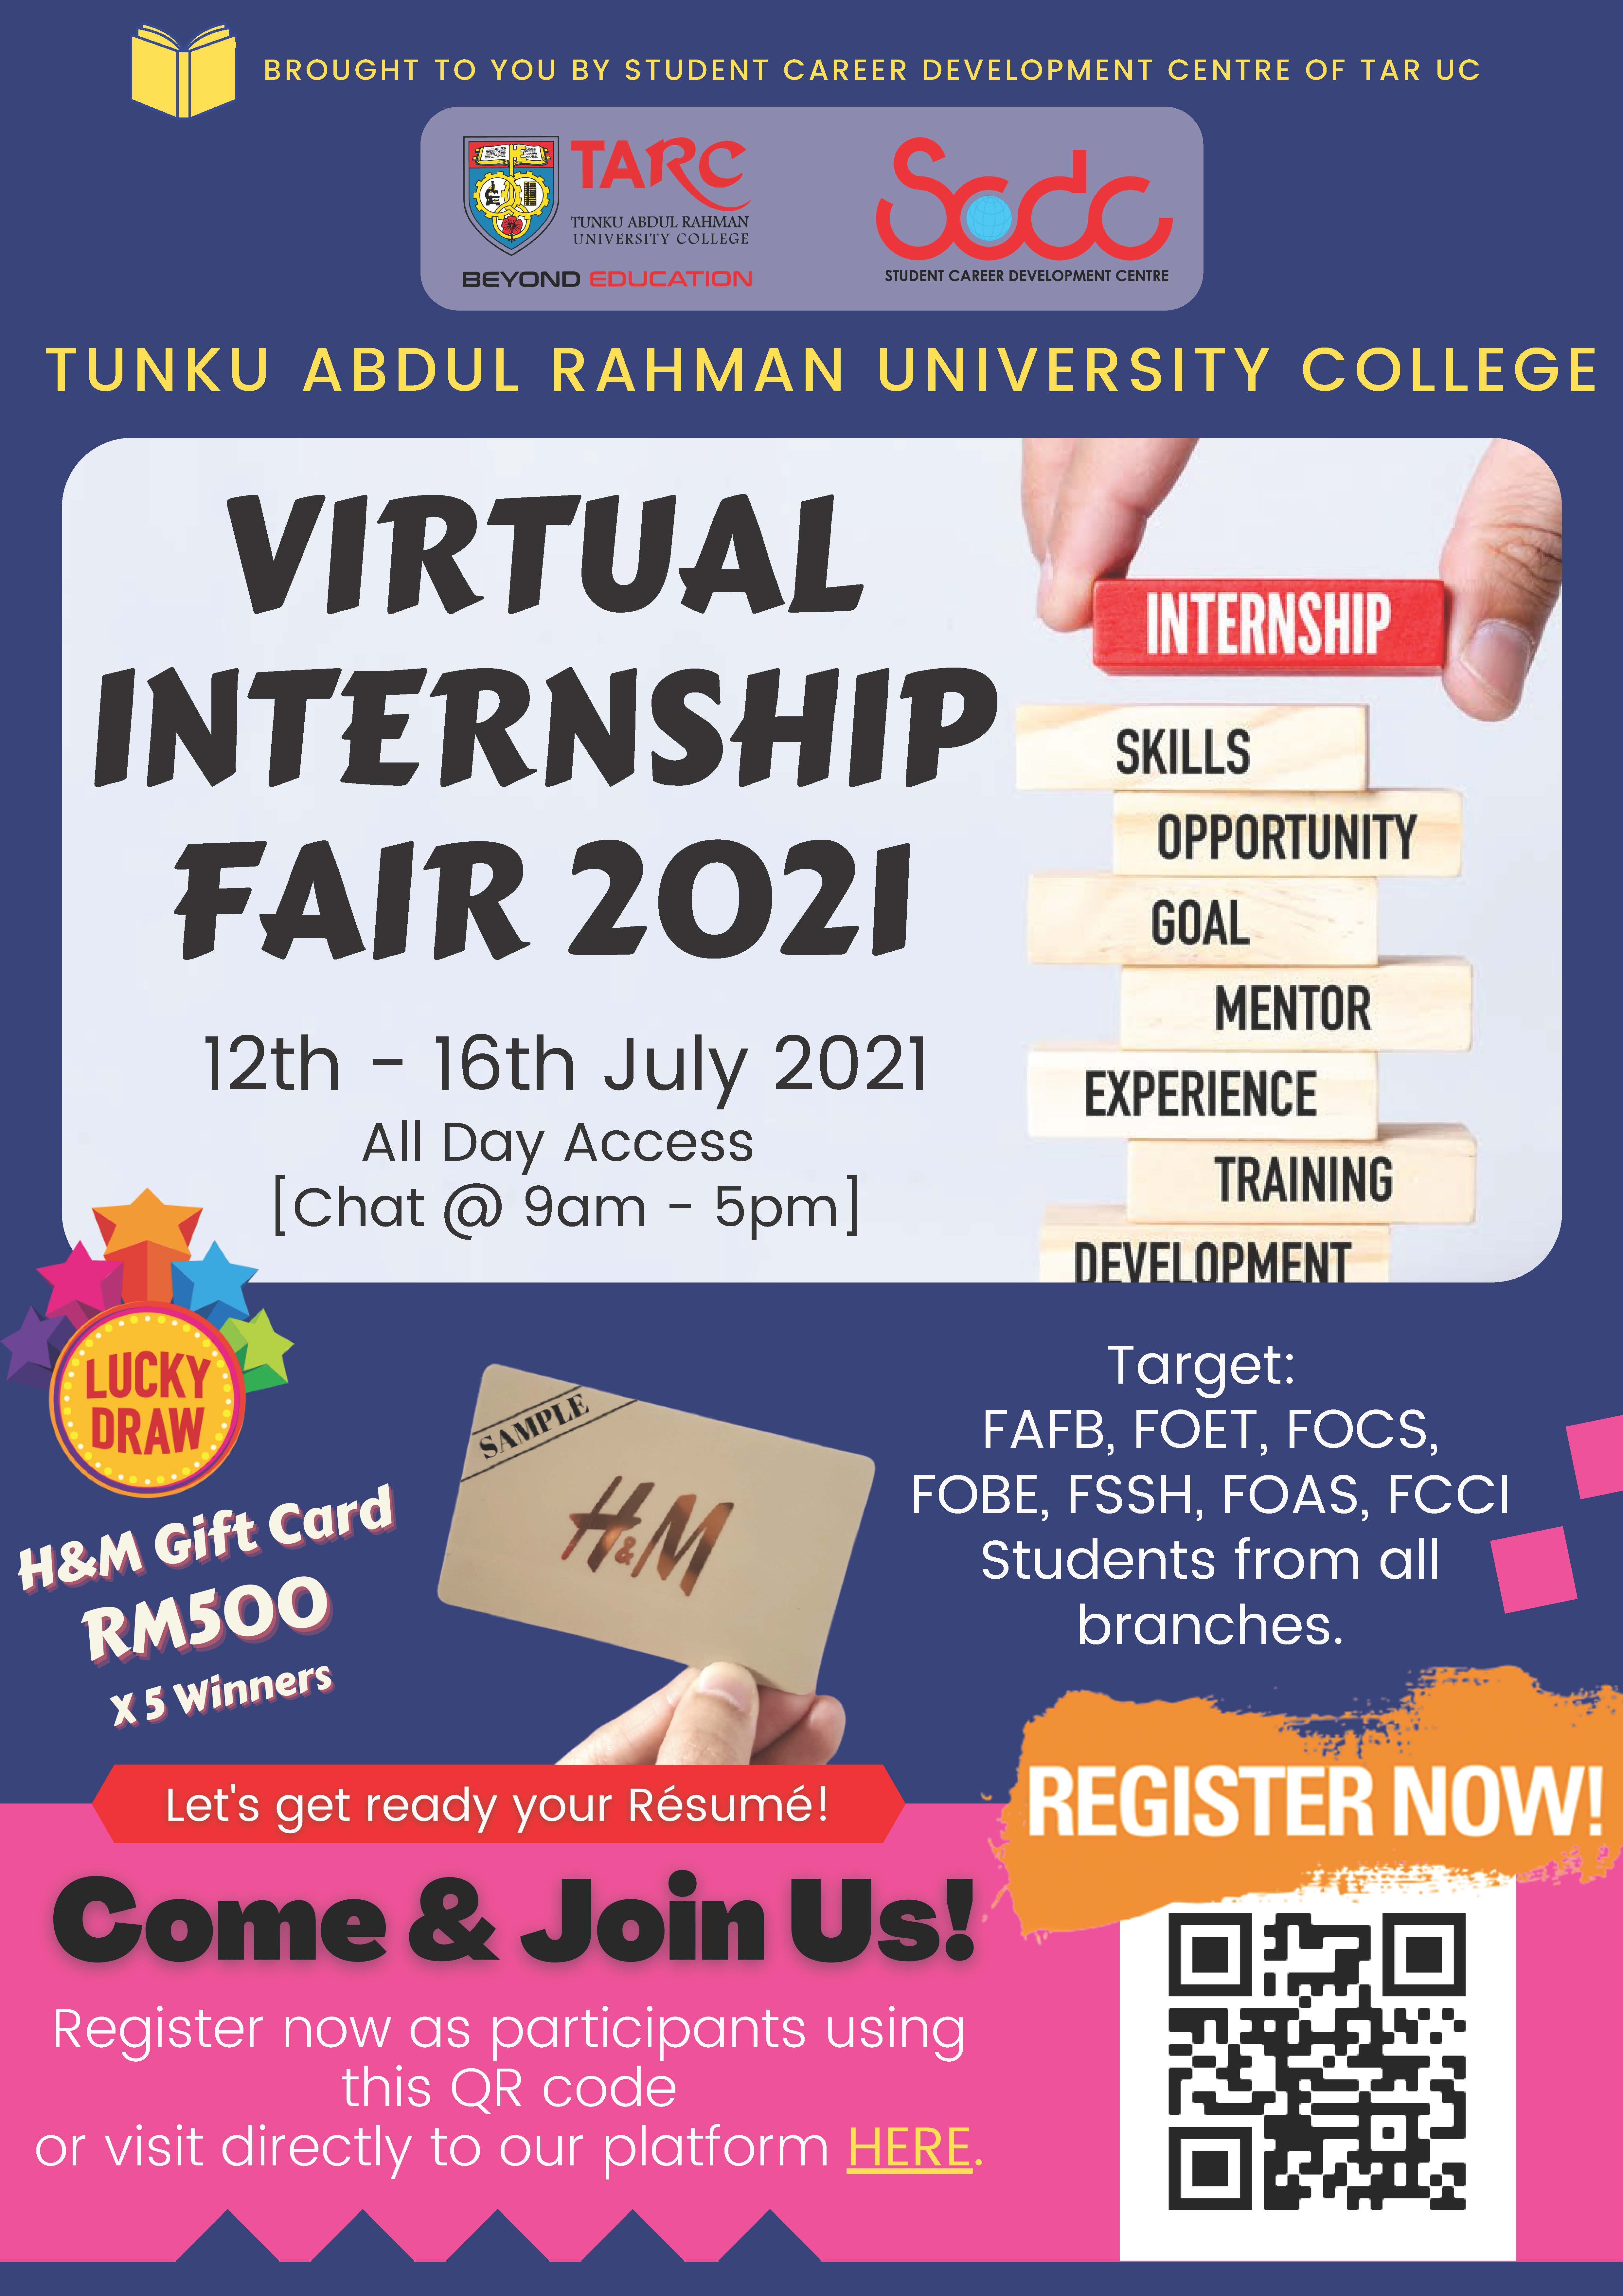 BROUGHT TO YOU BY STUDENT CAREER DEVELOPMENT CENTRE OF TAR UC
TARC
TUNKU ABDUL RAHMAN
UNIVERSITY COLLEGE
BEYOND EDUCATION
Scdc
STUDENT CAREER DEVELOPMENT CENTRE
TUNKU ABDUL RAHMAN UNIVERSITY COLLEGE
VIRTUAL
INTERNSHIP
FAIR 2021
12th - 16th July 2021
All Day Access
[Chat @ 9am - 5pm]
INTERNSHIP
SKILLS
OPPORTUNITY
GOAL
MENTOR
EXPERIENCE
TRAINING
DEVELOPMENT
LUCKY
DRAW
H&M Gift Card
RM500
X 5 Winners
SAMPLE
H&M
Target:
FAFB, FOET, FOCS,
FOBE, FSSH, FOAS, FCCI
Students from all
branches.
Let's get ready your Résumé!
REGISTER NOW!
Come & Join Us!
Register now as participants using
this QR code
or visit directly to our platform HERE.